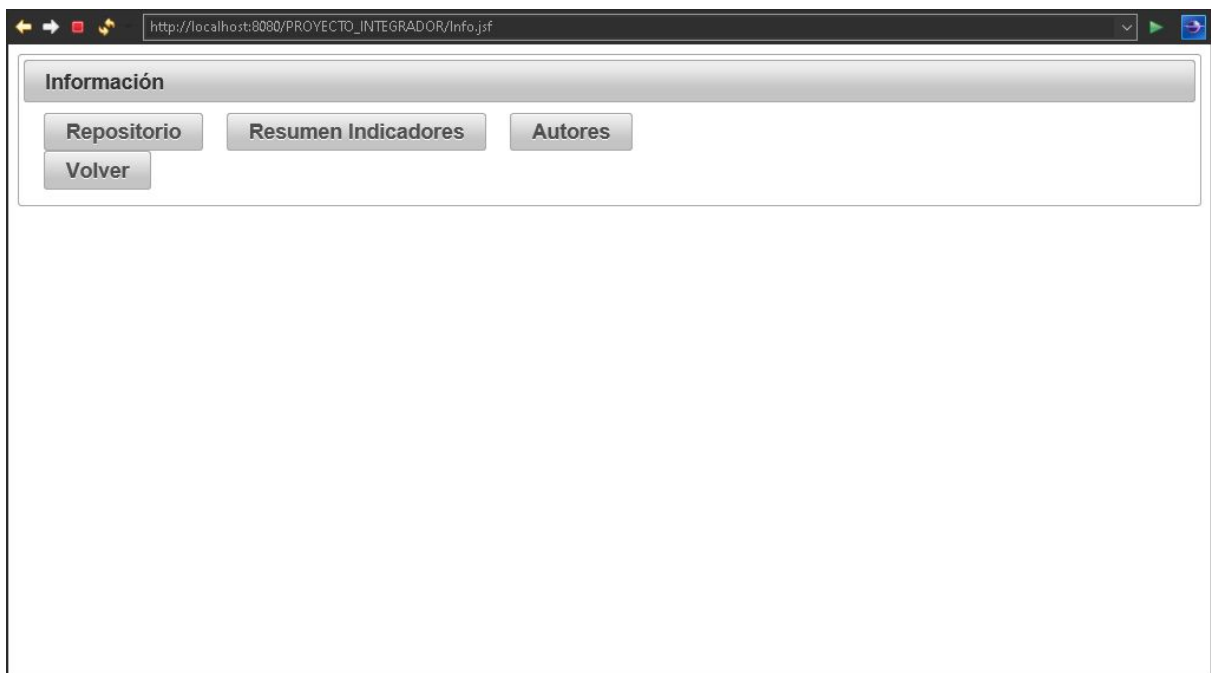 http://localhost:8080/PROYECTO_INTEGRADOR/Info.jsf
Información
Repositorio Resumen Indicadores Autores
Volver